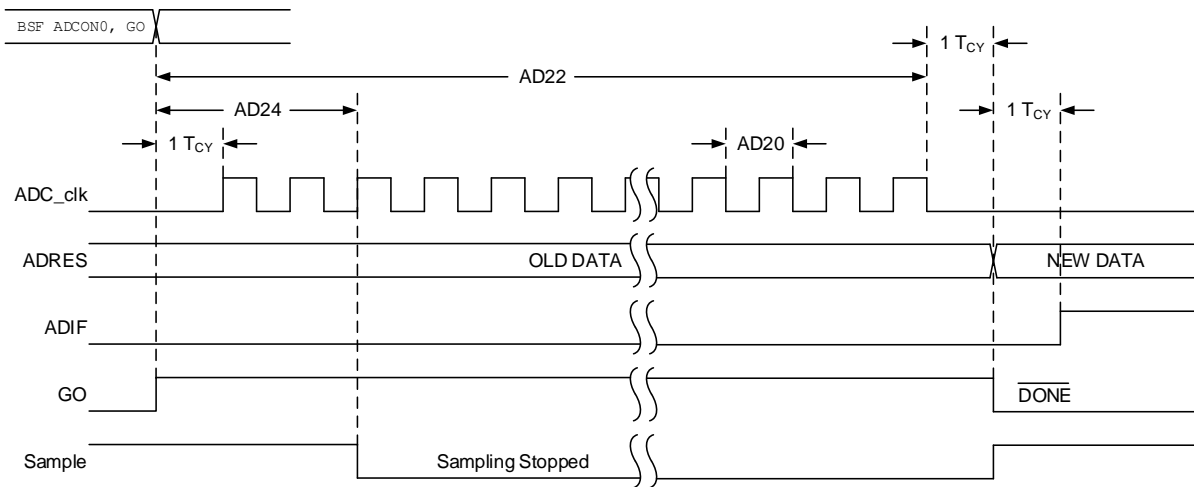 BSF ADCON0, GO
1 TCY
AD22
AD24
1 TCY
1 TCY
AD20
ADC_clk
ADRES
OLD DATA
NEW DATA
ADIF
GO
DONE
Sample
Sampling Stopped